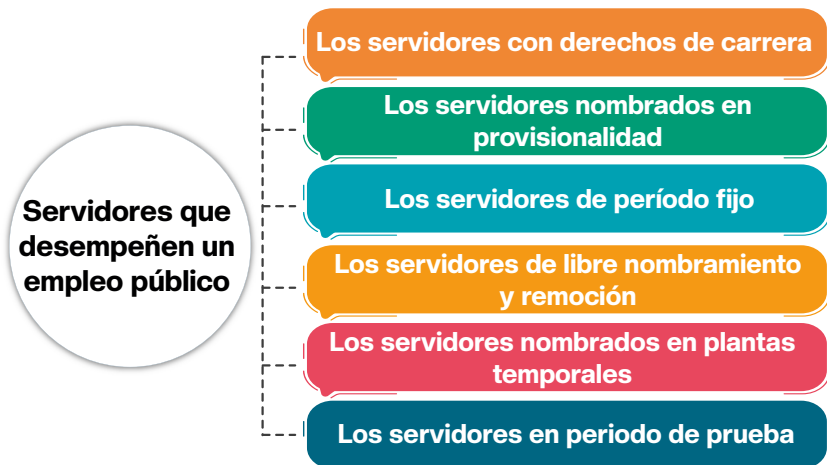 Servidores que
desempeñen un
empleo público
Los servidores con derechos de carrera
Los servidores nombrados en
provisionalidad
Los servidores de período fijo
Los servidores de libre nombramiento
y remoción
Los servidores nombrados en plantas
temporales
Los servidores en periodo de prueba